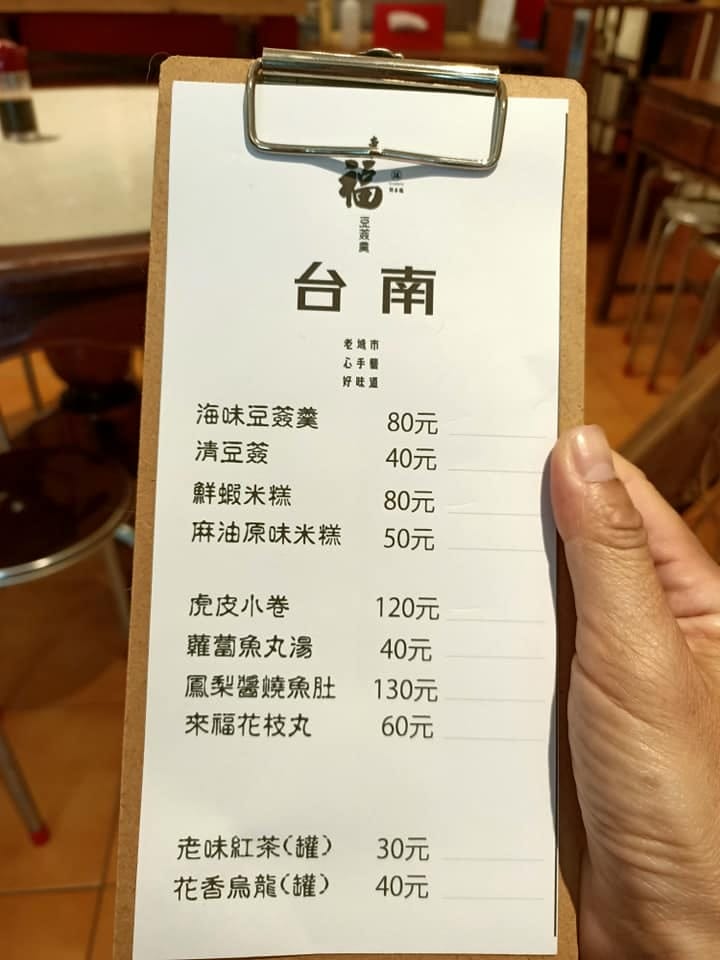 福
豆簽羹
台南
老城市
心手藝
好味道
海味豆簽羹 80元
清豆簽 40元
鮮蝦米糕 80元
麻油原味米糕 50元
虎皮小卷 120元
蘿蔔魚丸湯 40元
鳳梨醬燒魚肚 130元
來福花枝丸 60元
老味紅茶(罐) 30元
花香烏龍(罐) 40元